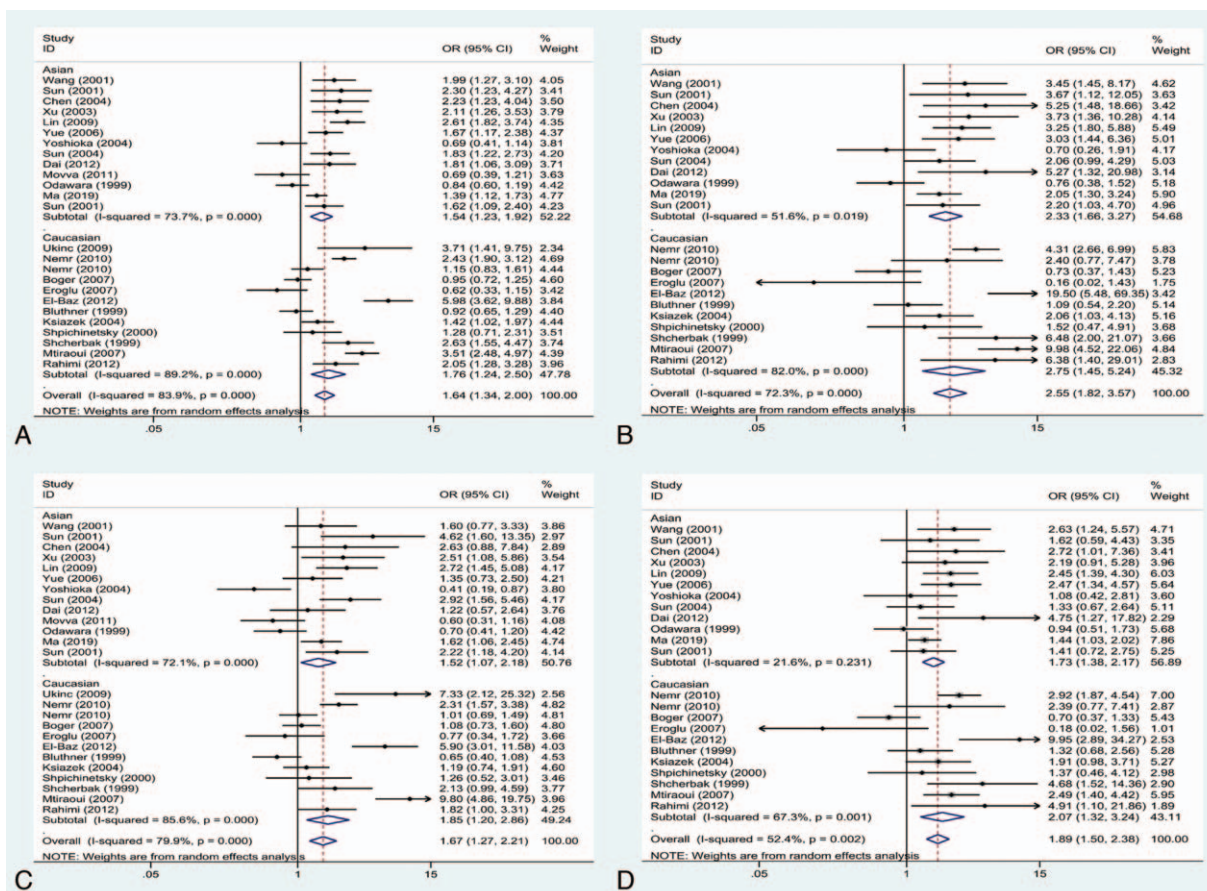 Study %
ID OR (95% CI) Weight
Asian
Wang (2001) 1.99 (1.27, 3.10) 4.05
Sun (2001) 2.30 (1.23, 4.27) 3.41
Chen (2004) 2.23 (1.23, 4.04) 3.50
Xu (2003) 2.11 (1.26, 3.53) 3.79
Lin (2009) 2.61 (1.82, 3.74) 4.35
Yue (2006) 1.67 (1.17, 2.38) 4.37
Yoshioka (2004) 0.69 (0.41, 1.14) 3.81
Sun (2004) 1.83 (1.22, 2.73) 4.20
Dai (2012) 1.81 (1.06, 3.09) 3.71
Movva (2011) 0.69 (0.39, 1.21) 3.63
Odawara (1999) 0.84 (0.60, 1.19) 4.42
Ma (2019) 1.39 (1.12, 1.73) 4.77
Sun (2001) 1.62 (1.09, 2.40) 4.23
Subtotal (I-squared = 73.7%, p = 0.000) 1.54 (1.23, 1.92) 52.22
.
Caucasian
Ukinc (2009) 3.71 (1.41, 9.75) 2.34
Nemr (2010) 2.43 (1.90, 3.12) 4.69
Nemr (2010) 1.15 (0.83, 1.61) 4.44
Boger (2007) 0.95 (0.72, 1.25) 4.60
Eroglu (2007) 0.62 (0.33, 1.15) 3.42
El-Baz (2012) 5.98 (3.62, 9.88) 3.84
Bluthner (1999) 0.92 (0.65, 1.29) 4.40
Ksiazek (2004) 1.42 (1.02, 1.97) 4.44
Shpichinetsky (2000) 1.28 (0.71, 2.31) 3.51
Shcherbak (1999) 2.63 (1.55, 4.47) 3.74
Mtiraoui (2007) 3.51 (2.48, 4.97) 4.39
Rahimi (2012) 2.05 (1.28, 3.28) 3.96
Subtotal (I-squared = 89.2%, p = 0.000) 1.76 (1.24, 2.50) 47.78
.
Overall (I-squared = 83.9%, p = 0.000) 1.64 (1.34, 2.00) 100.00
NOTE: Weights are from random effects analysis
.05 1 15
A
Study %
ID OR (95% CI) Weight
Asian
Wang (2001) 3.45 (1.45, 8.17) 4.62
Sun (2001) 3.67 (1.12, 12.05) 3.63
Chen (2004) 5.25 (1.48, 18.66) 3.42
Xu (2003) 3.73 (1.36, 10.28) 4.14
Lin (2009) 3.25 (1.80, 5.88) 5.49
Yue (2006) 3.03 (1.44, 6.36) 5.01
Yoshioka (2004) 0.70 (0.26, 1.91) 4.17
Sun (2004) 2.06 (0.99, 4.29) 5.03
Dai (2012) 5.27 (1.32, 20.98) 3.14
Odawara (1999) 0.76 (0.38, 1.52) 5.18
Ma (2019) 2.05 (1.30, 3.24) 5.90
Sun (2001) 2.20 (1.03, 4.70) 4.96
Subtotal (I-squared = 51.6%, p = 0.019) 2.33 (1.66, 3.27) 54.68
.
Caucasian
Nemr (2010) 4.31 (2.66, 6.99) 5.83
Nemr (2010) 2.40 (0.77, 7.47) 3.78
Boger (2007) 0.73 (0.37, 1.43) 5.23
Eroglu (2007) 0.16 (0.02, 1.43) 1.75
El-Baz (2012) 19.50 (5.48, 69.35) 3.42
Bluthner (1999) 1.09 (0.54, 2.20) 5.14
Ksiazek (2004) 2.06 (1.03, 4.13) 5.16
Shpichinetsky (2000) 1.52 (0.47, 4.91) 3.68
Shcherbak (1999) 6.48 (2.00, 21.07) 3.66
Mtiraoui (2007) 9.98 (4.52, 22.06) 4.84
Rahimi (2012) 6.38 (1.40, 29.01) 2.83
Subtotal (I-squared = 82.0%, p = 0.000) 2.75 (1.45, 5.24) 45.32
.
Overall (I-squared = 72.3%, p = 0.000) 2.55 (1.82, 3.57) 100.00
NOTE: Weights are from random effects analysis
.05 1 15
B
Study %
ID OR (95% CI) Weight
Asian
Wang (2001) 1.60 (0.77, 3.33) 3.86
Sun (2001) 4.62 (1.60, 13.35) 2.97
Chen (2004) 2.63 (0.88, 7.84) 2.89
Xu (2003) 2.51 (1.08, 5.86) 3.54
Lin (2009) 2.72 (1.45, 5.08) 4.17
Yue (2006) 1.35 (0.73, 2.50) 4.21
Yoshioka (2004) 0.41 (0.19, 0.87) 3.80
Sun (2004) 2.92 (1.56, 5.46) 4.17
Dai (2012) 1.22 (0.57, 2.64) 3.76
Movva (2011) 0.60 (0.31, 1.16) 4.08
Odawara (1999) 0.70 (0.41, 1.20) 4.42
Ma (2019) 1.62 (1.06, 2.45) 4.74
Sun (2001) 2.22 (1.18, 4.20) 4.14
Subtotal (I-squared = 72.1%, p = 0.000) 1.52 (1.07, 2.18) 50.76
.
Caucasian
Ukinc (2009) 7.33 (2.12, 25.32) 2.56
Nemr (2010) 2.31 (1.57, 3.38) 4.82
Nemr (2010) 1.01 (0.69, 1.49) 4.81
Boger (2007) 1.08 (0.73, 1.60) 4.80
Eroglu (2007) 0.77 (0.34, 1.72) 3.66
El-Baz (2012) 5.90 (3.01, 11.58) 4.03
Bluthner (1999) 0.65 (0.40, 1.08) 4.53
Ksiazek (2004) 1.19 (0.74, 1.91) 4.60
Shpichinetsky (2000) 1.26 (0.52, 3.01) 3.46
Shcherbak (1999) 2.13 (0.99, 4.59) 3.77
Mtiraoui (2007) 9.80 (4.86, 19.75) 3.96
Rahimi (2012) 1.82 (1.00, 3.31) 4.25
Subtotal (I-squared = 85.6%, p = 0.000) 1.85 (1.20, 2.86) 49.24
.
Overall (I-squared = 79.9%, p = 0.000) 1.67 (1.27, 2.21) 100.00
NOTE: Weights are from random effects analysis
.05 1 15
C
Study %
ID OR (95% CI) Weight
Asian
Wang (2001) 2.63 (1.24, 5.57) 4.71
Sun (2001) 1.62 (0.59, 4.43) 3.35
Chen (2004) 2.72 (1.01, 7.36) 3.41
Xu (2003) 2.19 (0.91, 5.28) 3.96
Lin (2009) 2.45 (1.39, 4.30) 6.03
Yue (2006) 2.47 (1.34, 4.57) 5.64
Yoshioka (2004) 1.08 (0.42, 2.81) 3.60
Sun (2004) 1.33 (0.67, 2.64) 5.11
Dai (2012) 4.75 (1.27, 17.82) 2.29
Odawara (1999) 0.94 (0.51, 1.73) 5.68
Ma (2019) 1.44 (1.03, 2.02) 7.86
Sun (2001) 1.41 (0.72, 2.75) 5.25
Subtotal (I-squared = 21.6%, p = 0.231) 1.73 (1.38, 2.17) 56.89
.
Caucasian
Nemr (2010) 2.92 (1.87, 4.54) 7.00
Nemr (2010) 2.39 (0.77, 7.41) 2.87
Boger (2007) 0.70 (0.37, 1.33) 5.43
Eroglu (2007) 0.18 (0.02, 1.56) 1.01
El-Baz (2012) 9.95 (2.89, 34.27) 2.53
Bluthner (1999) 1.32 (0.68, 2.56) 5.28
Ksiazek (2004) 1.91 (0.98, 3.71) 5.27
Shpichinetsky (2000) 1.37 (0.46, 4.12) 2.98
Shcherbak (1999) 4.68 (1.52, 14.36) 2.90
Mtiraoui (2007) 2.49 (1.40, 4.42) 5.95
Rahimi (2012) 4.91 (1.10, 21.86) 1.89
Subtotal (I-squared = 67.3%, p = 0.001) 2.07 (1.32, 3.24) 43.11
.
Overall (I-squared = 52.4%, p = 0.002) 1.89 (1.50, 2.38) 100.00
NOTE: Weights are from random effects analysis
.05 1 15
D